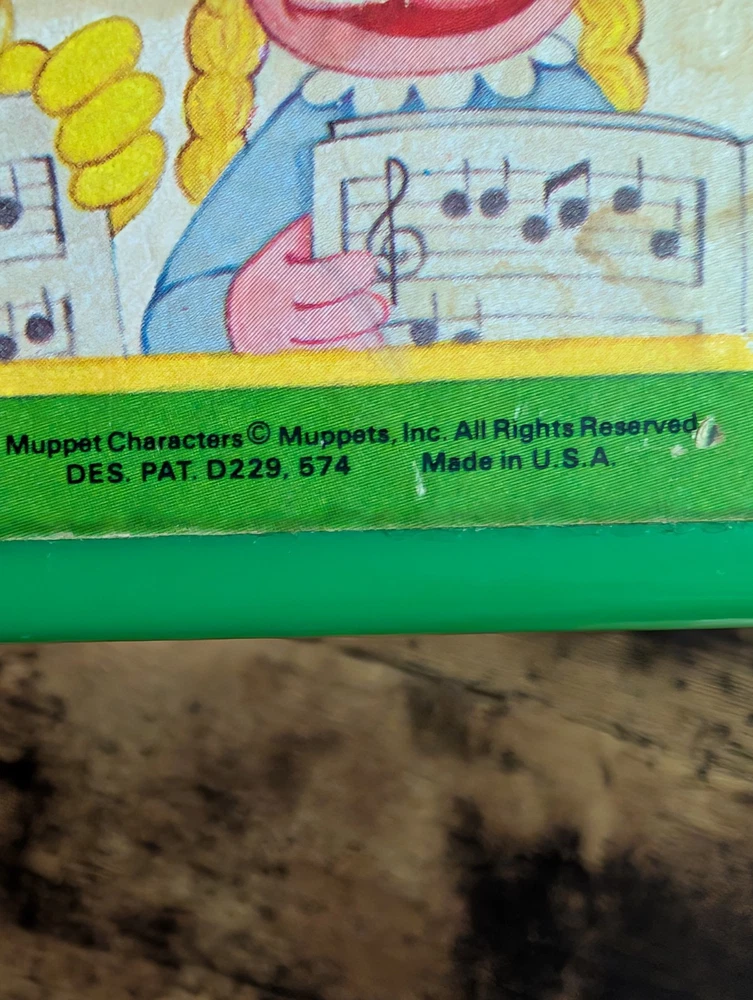 Muppet Characters © Muppets, Inc. All Rights Reserved
DES. PAT. D229, 574 Made in U.S.A.